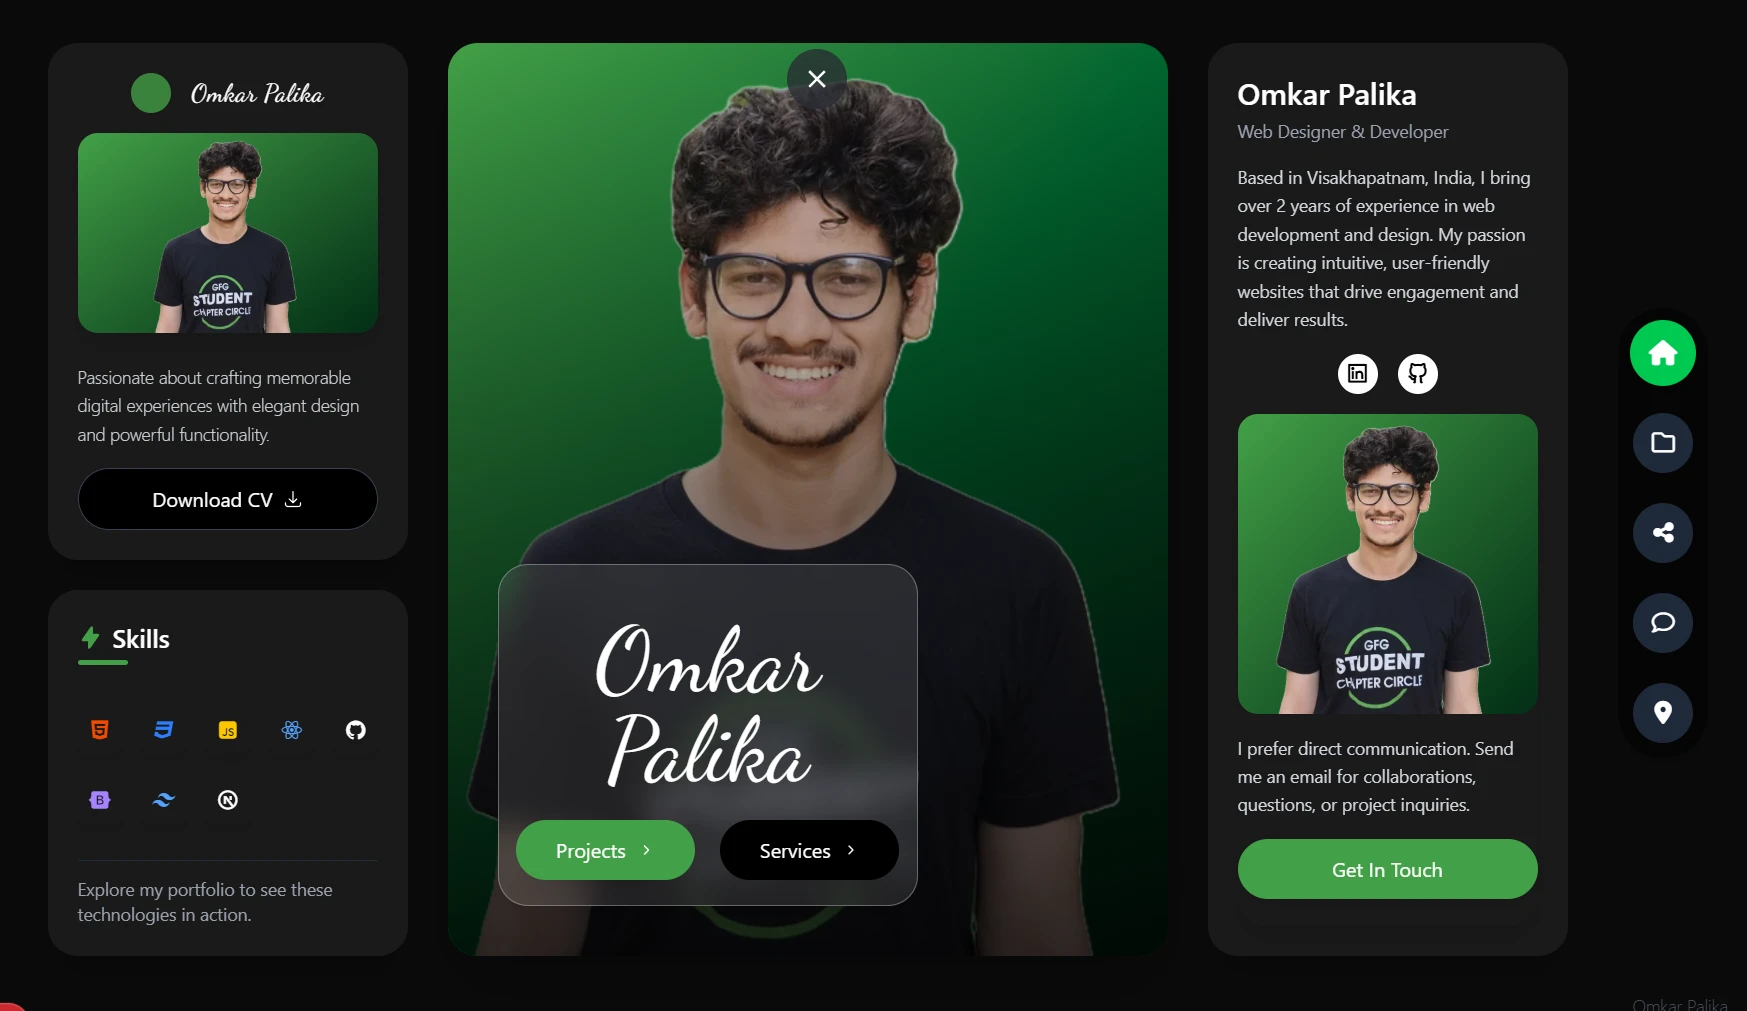 Omkar Palika
GFG
STUDENT
CHAPTER CIRCLE
Passionate about crafting memorable
digital experiences with elegant design
and powerful functionality.
Download CV
Skills
5
3
JS
B
N
Explore my portfolio to see these
technologies in action.
Omkar
Palika
Projects
Services
Omkar Palika
Web Designer & Developer
Based in Visakhapatnam, India, I bring
over 2 years of experience in web
development and design. My passion
is creating intuitive, user-friendly
websites that drive engagement and
deliver results.
in
GFG
STUDENT
CHAPTER CIRCLE
I prefer direct communication. Send
me an email for collaborations,
questions, or project inquiries.
Get In Touch
Omkar Palika